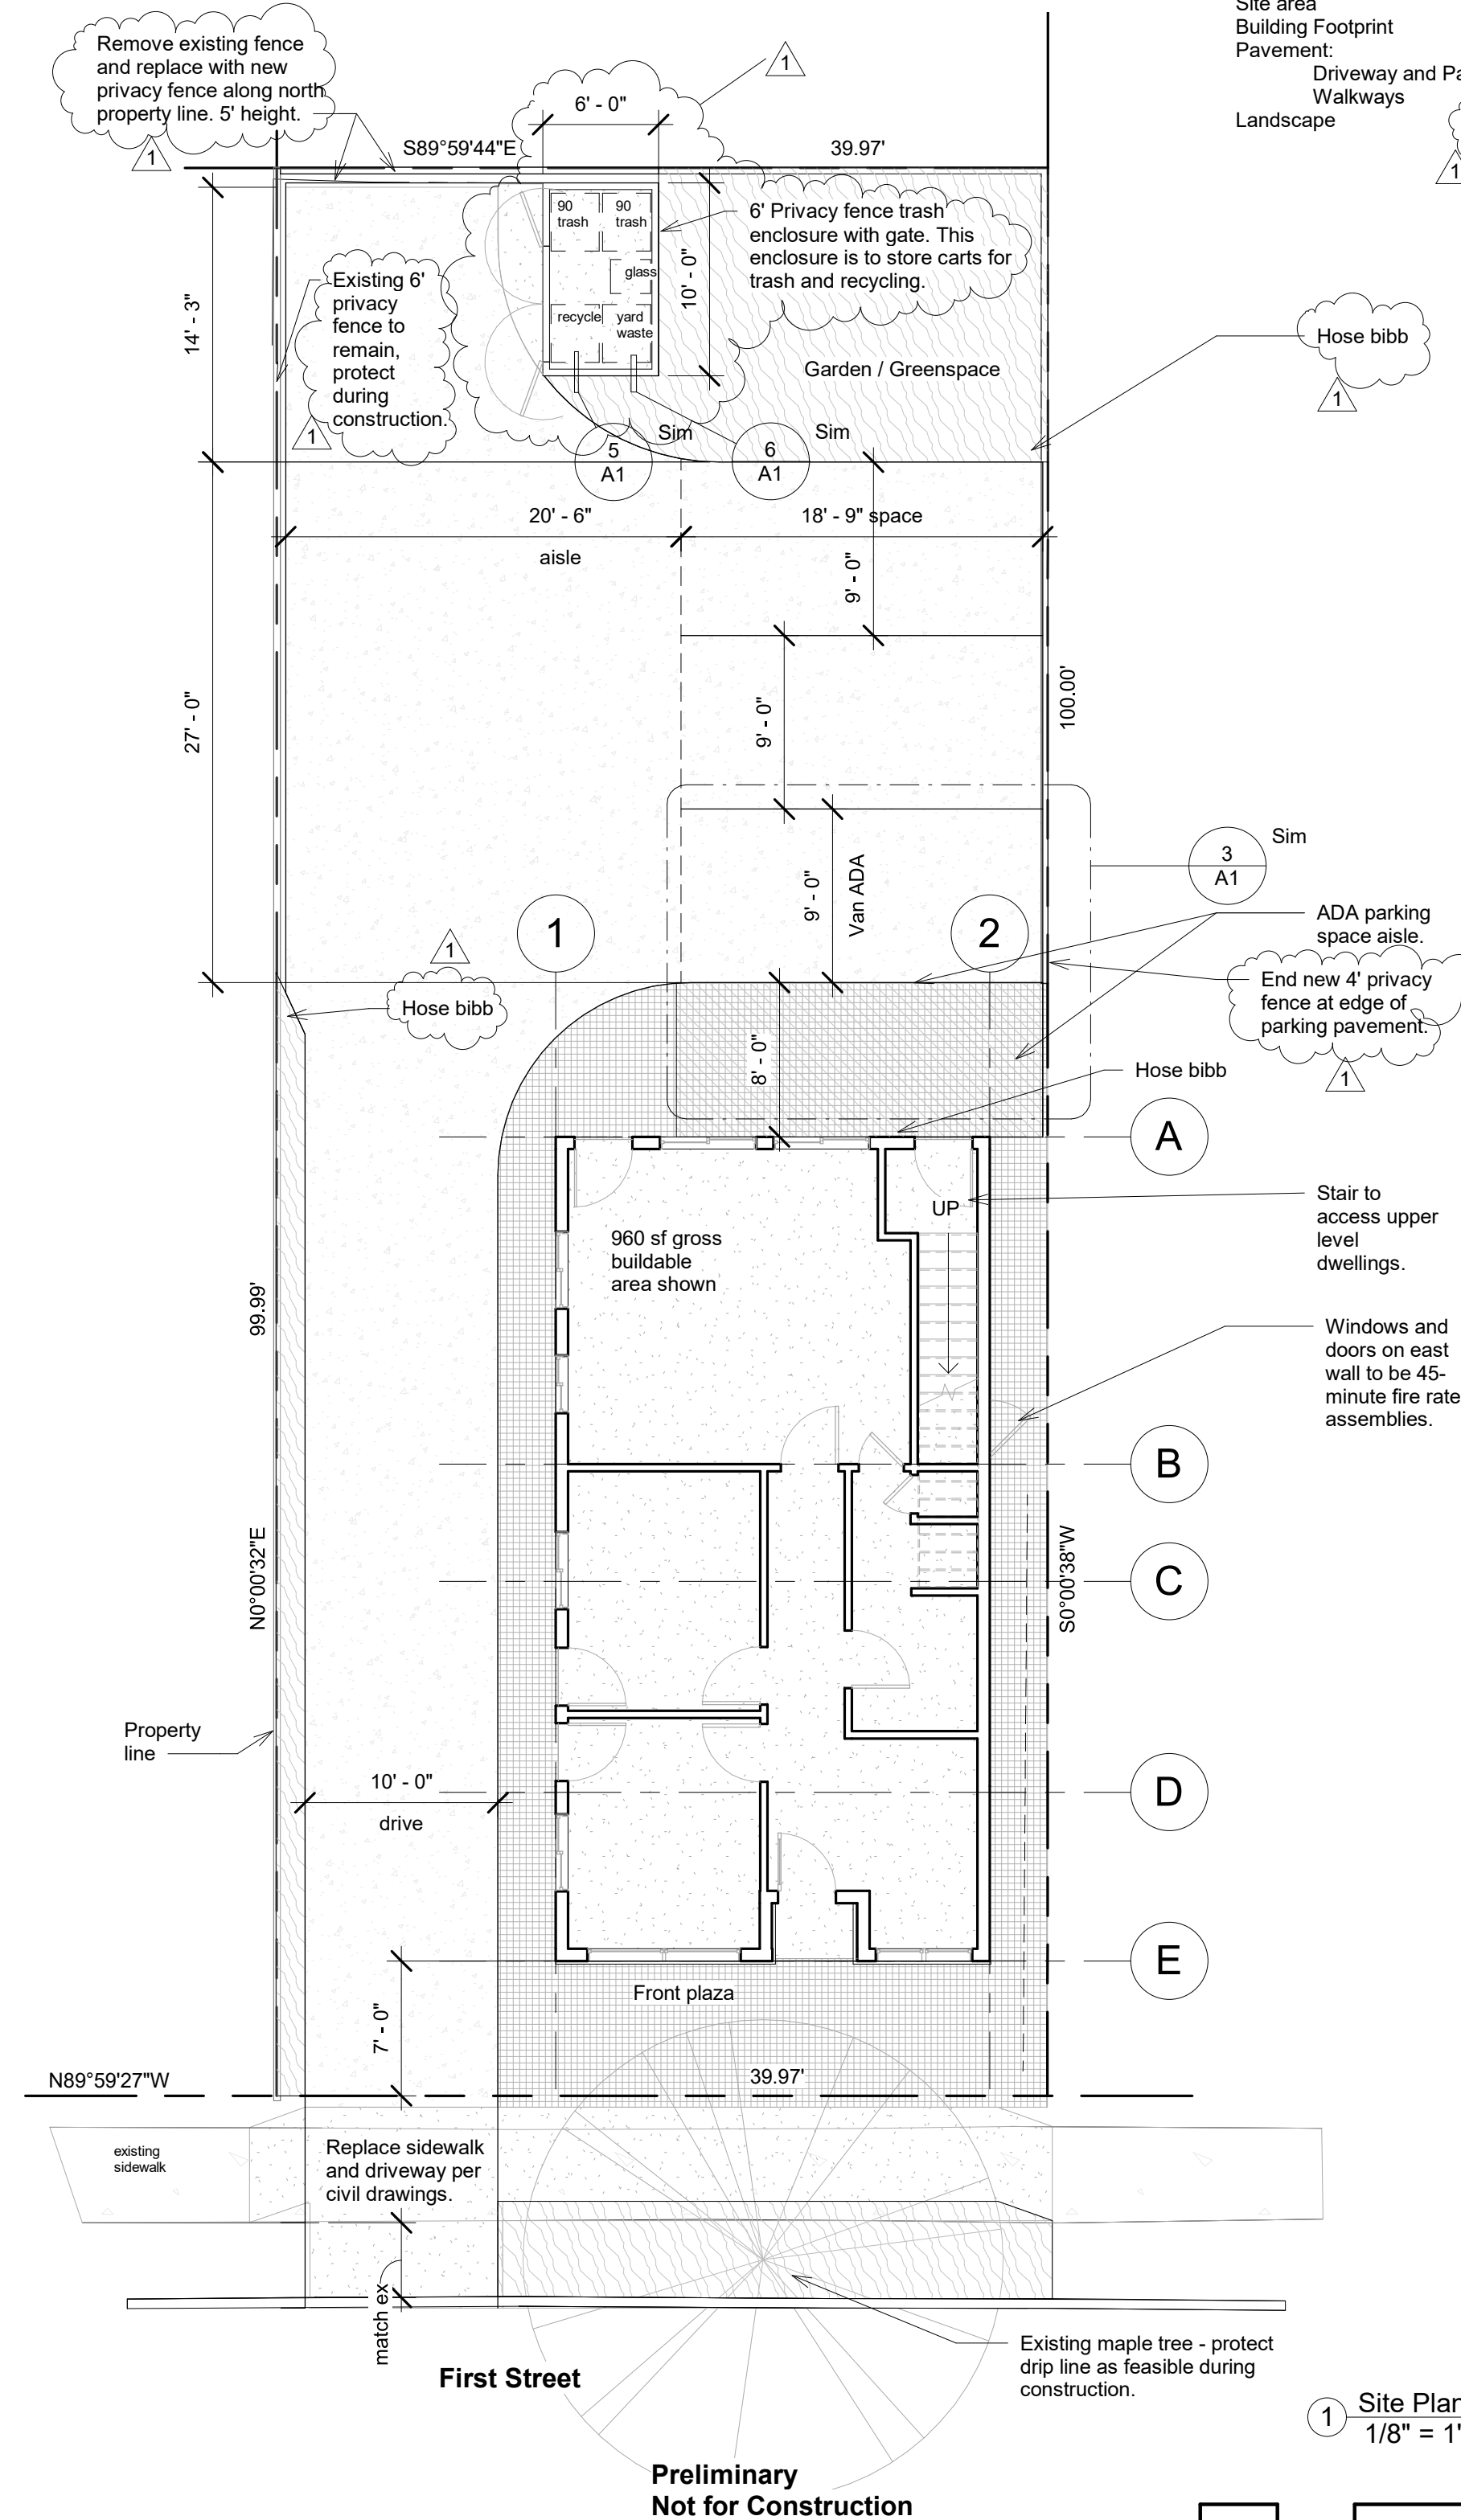 Site area
Building Footprint
Pavement:
Driveway and Pa
Walkways
Landscape
1
Remove existing fence
and replace with new
privacy fence along north
property line. 5' height.
1
1
6' - 0"
S89°59'44"E
39.97'
90
trash
90
trash
glass
recycle
yard
waste
10' - 0"
6' Privacy fence trash
enclosure with gate. This
enclosure is to store carts for
trash and recycling.
14' - 3"
Existing 6'
privacy
fence to
remain,
protect
during
construction.
1
Garden / Greenspace
Hose bibb
1
5
A1
Sim
6
A1
Sim
20' - 6"
aisle
18' - 9" space
9' - 0"
27' - 0"
9' - 0"
100.00'
9' - 0"
Van ADA
3
A1
Sim
1
2
ADA parking
space aisle.
1
Hose bibb
End new 4' privacy
fence at edge of
parking pavement.
1
8' - 0"
Hose bibb
A
UP
Stair to
access upper
level
dwellings.
960 sf gross
buildable
area shown
99.99'
Windows and
doors on east
wall to be 45-
minute fire rate
assemblies.
B
N0°00'32"E
S0°00'38"W
C
Property
line
10' - 0"
drive
D
E
Front plaza
7' - 0"
N89°59'27"W
39.97'
existing
sidewalk
Replace sidewalk
and driveway per
civil drawings.
match ex
First Street
Existing maple tree - protect
drip line as feasible during
construction.
1
Site Plan
1/8" = 1'
Preliminary
Not for Construction